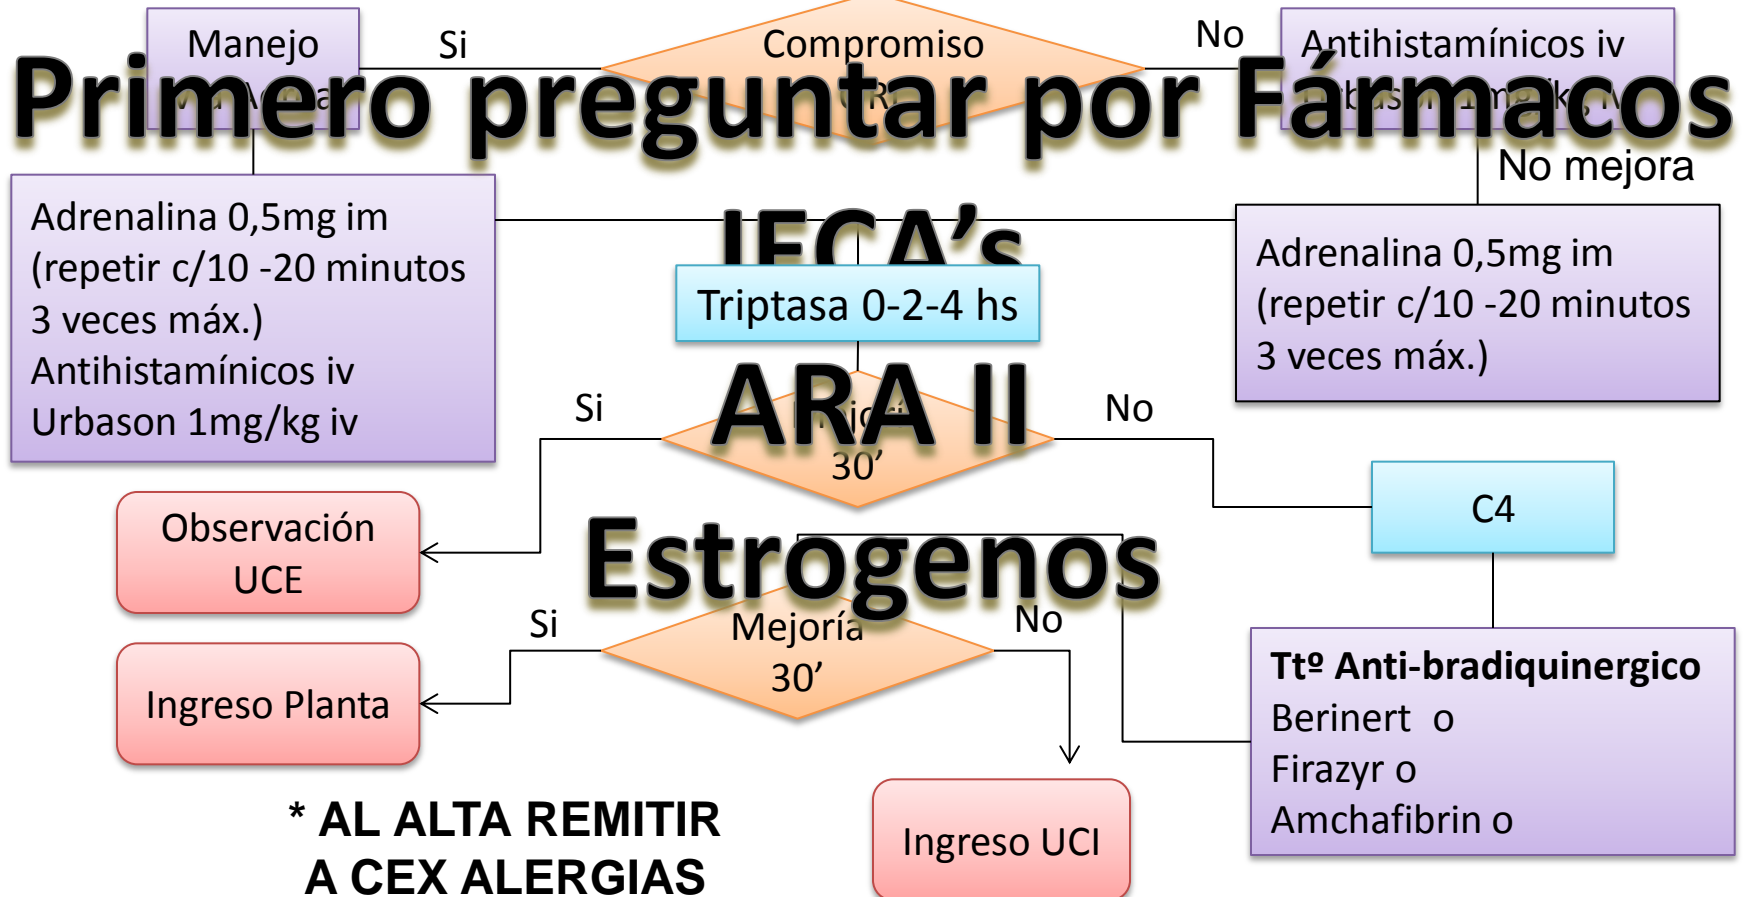 Manejo
Si
Compromiso
No
Antihistamínicos iv
Primero preguntar por Fármacos
No mejora
Adrenalina 0,5mg im
(repetir c/10 -20 minutos
3 veces máx.)
Antihistamínicos iv
Urbason 1mg/kg iv
IECA’s
Triptasa 0-2-4 hs
Adrenalina 0,5mg im
(repetir c/10 -20 minutos
3 veces máx.)
ARA II
Si
No
30’
C4
Observación
UCE
Estrogenos
Si
Mejoría
30’
No
Ingreso Planta
Ttº Anti-bradiquinergico
Berinert o
Firazyr o
Amchafibrin o
* AL ALTA REMITIR
A CEX ALERGIAS
Ingreso UCI